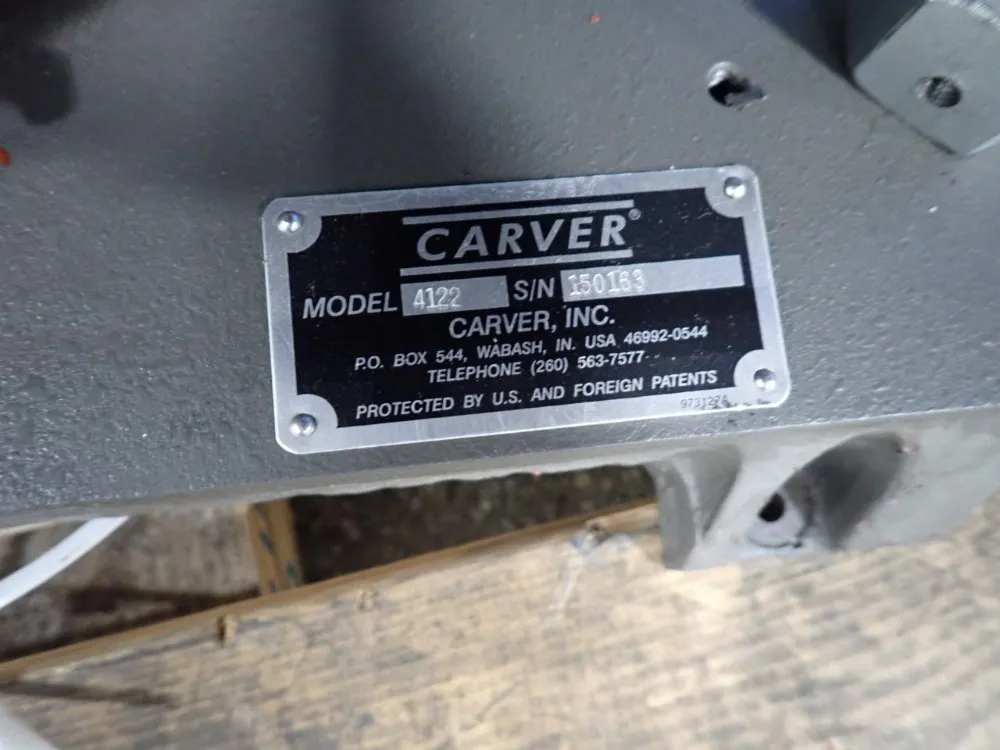 CARVER®
MODEL 4122 S/N 150163
CARVER, INC.
P.O. BOX 544, WABASH, IN. USA 46992-0544
TELEPHONE (260) 563-7577
PROTECTED BY U.S. AND FOREIGN PATENTS